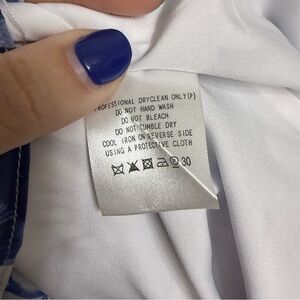 PROFESSIONAL DRYCLEAN ONLY(P)
DO NOT HAND WASH
DO NOT BLEACH
DO NOT TUMBLE DRY
COOL IRON ON REVERSE SIDE
USING A PROTECTIVE CLOTH
30